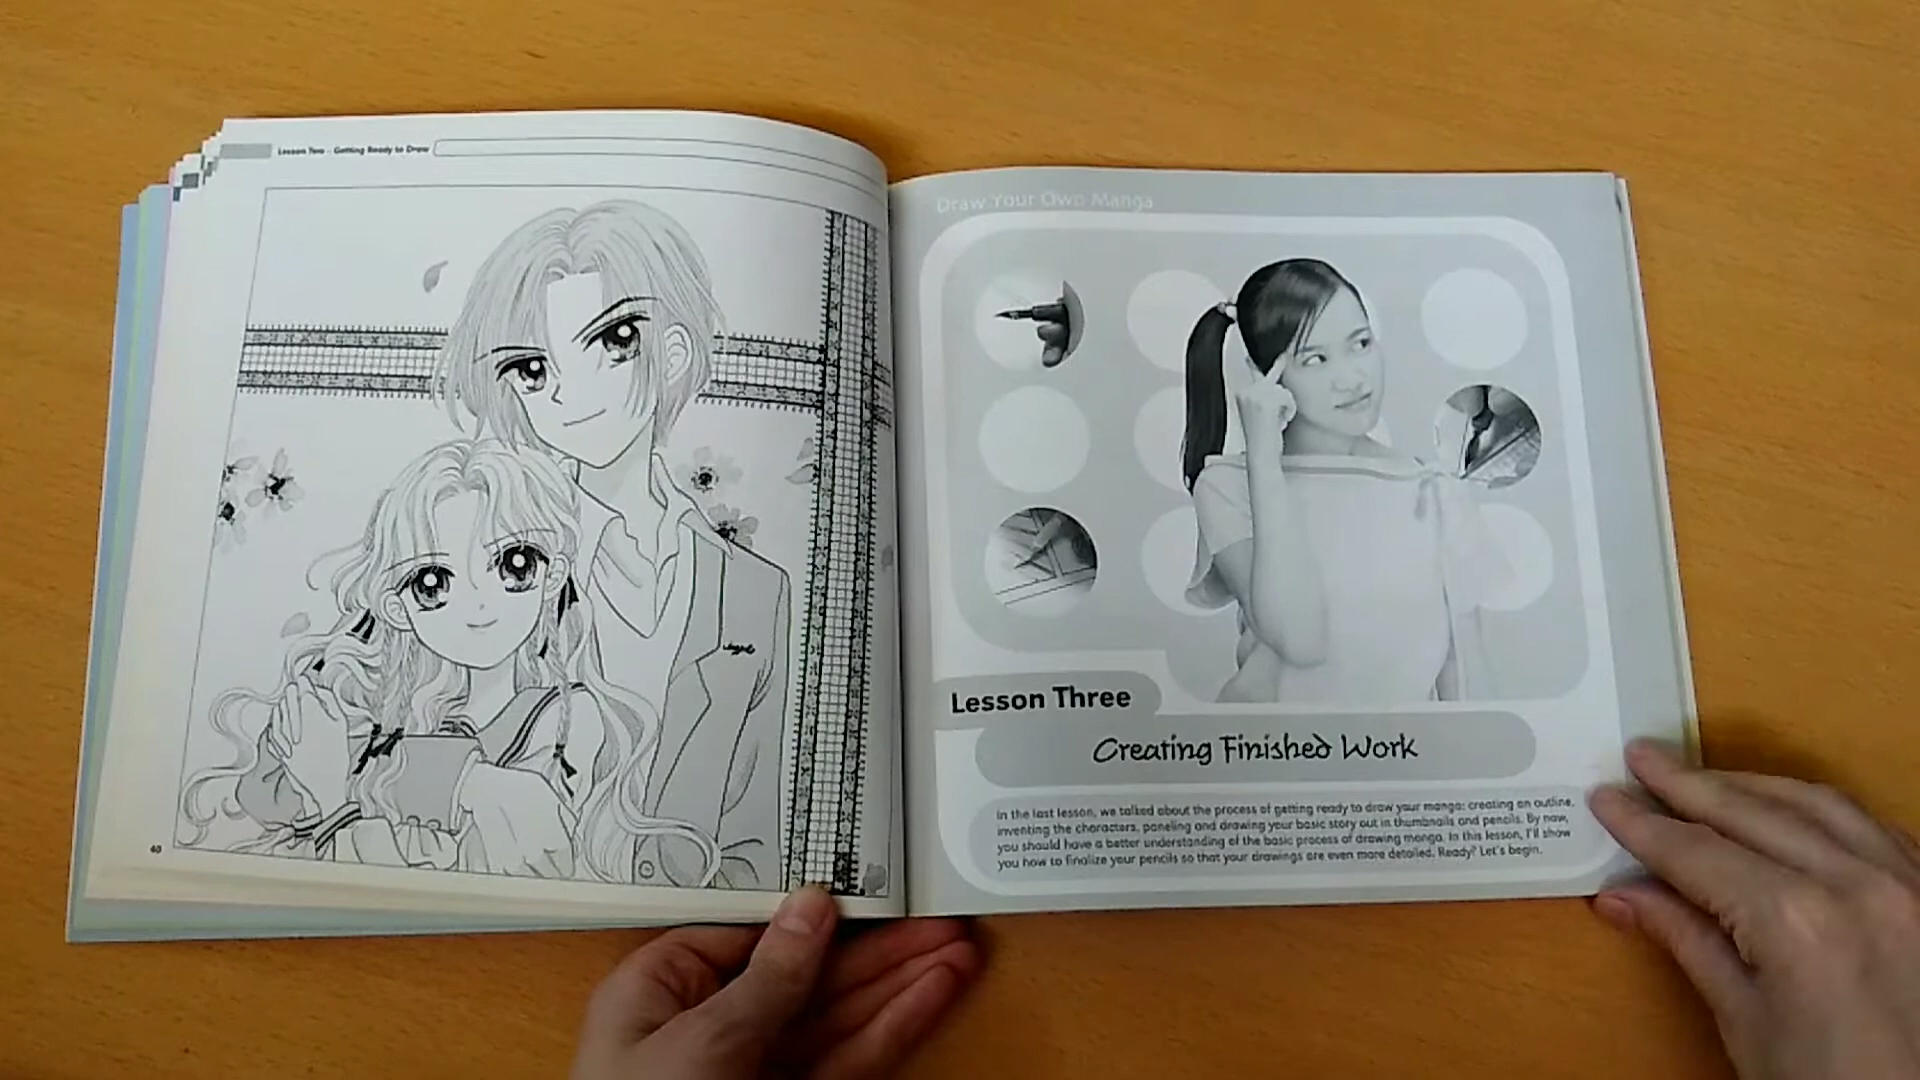 Lesson Two - Getting Ready to Draw
60
Draw Your Own Manga
Lesson Three
Creating Finished Work
In the last lesson, we talked about the process of getting ready to draw your manga: creating an outline,
inventing the characters, paneling and drawing your basic story out in thumbnails and pencils. By now,
you should have a better understanding of the basic process of drawing manga. In this lesson, I'll show
you how to finalize your pencils so that your drawings are even more detailed. Ready? Let's begin.